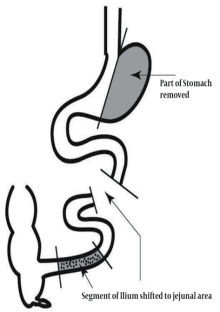 Part of Stomach
removed
Segment of Ilium shifted to jejunal area